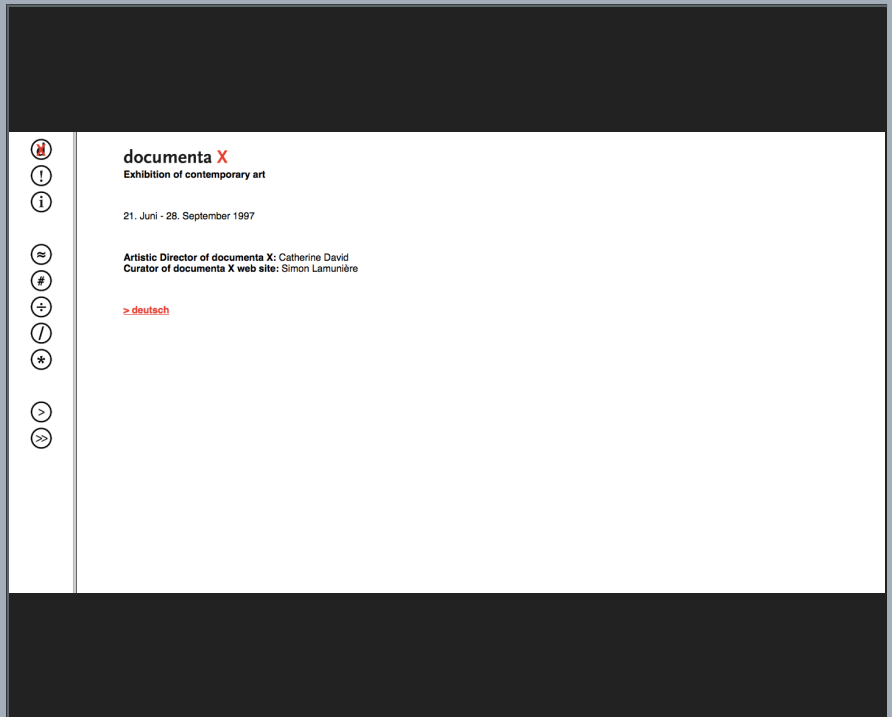 d
!
i
≈
#
÷
/
*
>
>>
documenta X
Exhibition of contemporary art
21. Juni - 28. September 1997
Artistic Director of documenta X: Catherine David
Curator of documenta X web site: Simon Lamunière
> deutsch